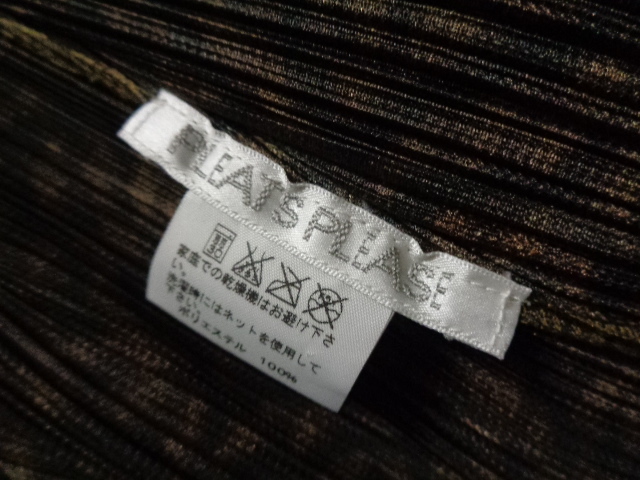 PLEATS PLEASE
家庭での乾燥機はお避け下さ
い。
洗濯機にはネットを使用して
下さい。
ポリエステル 100%